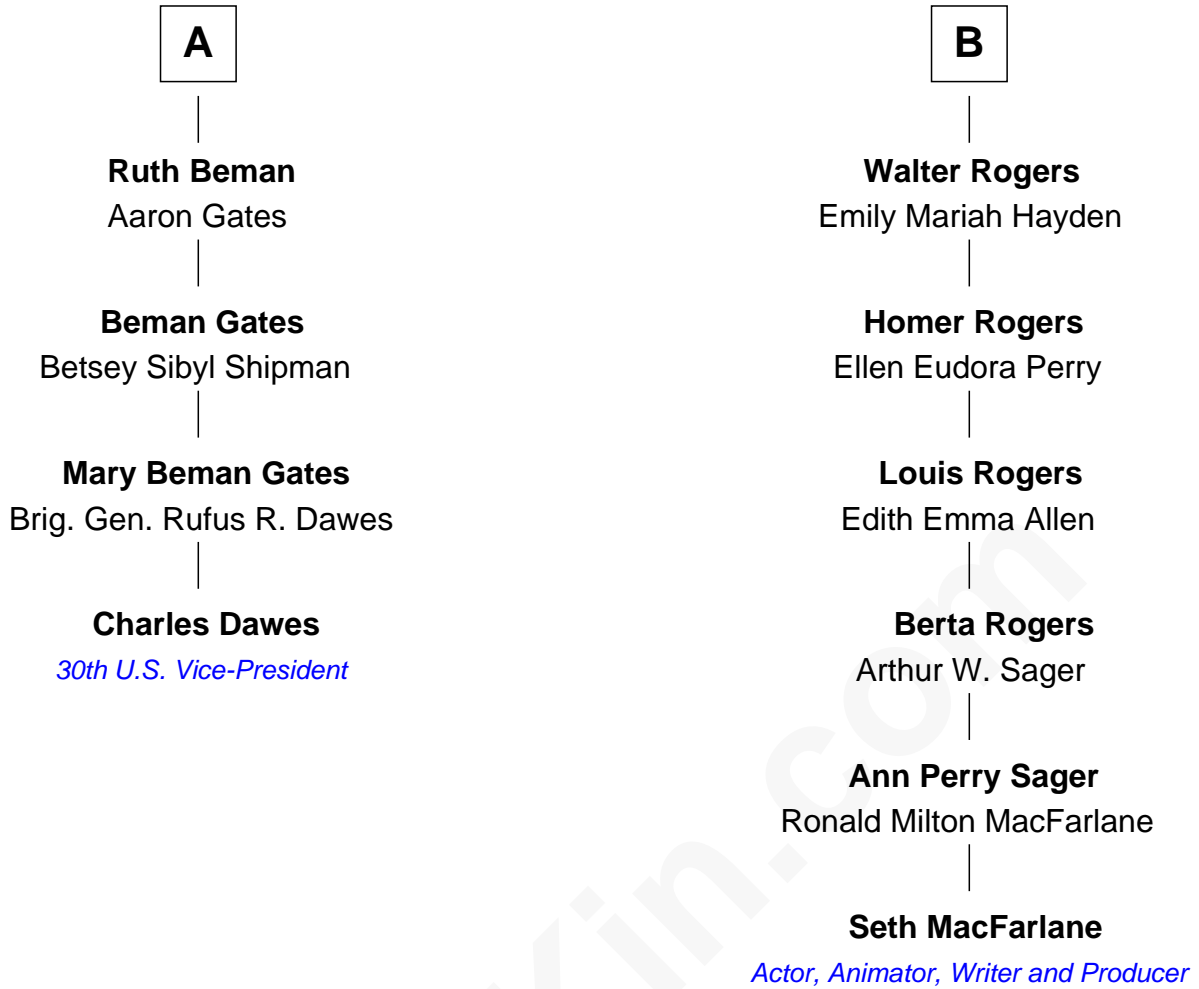 A
Ruth Beman
Aaron Gates
Beman Gates
Betsey Sibyl Shipman
Mary Beman Gates
Brig. Gen. Rufus R. Dawes
Charles Dawes
30th U.S. Vice-President
B
Walter Rogers
Emily Mariah Hayden
Homer Rogers
Ellen Eudora Perry
Louis Rogers
Edith Emma Allen
Berta Rogers
Arthur W. Sager
Ann Perry Sager
Ronald Milton MacFarlane
Seth MacFarlane
Actor, Animator, Writer and Producer
Kin.com